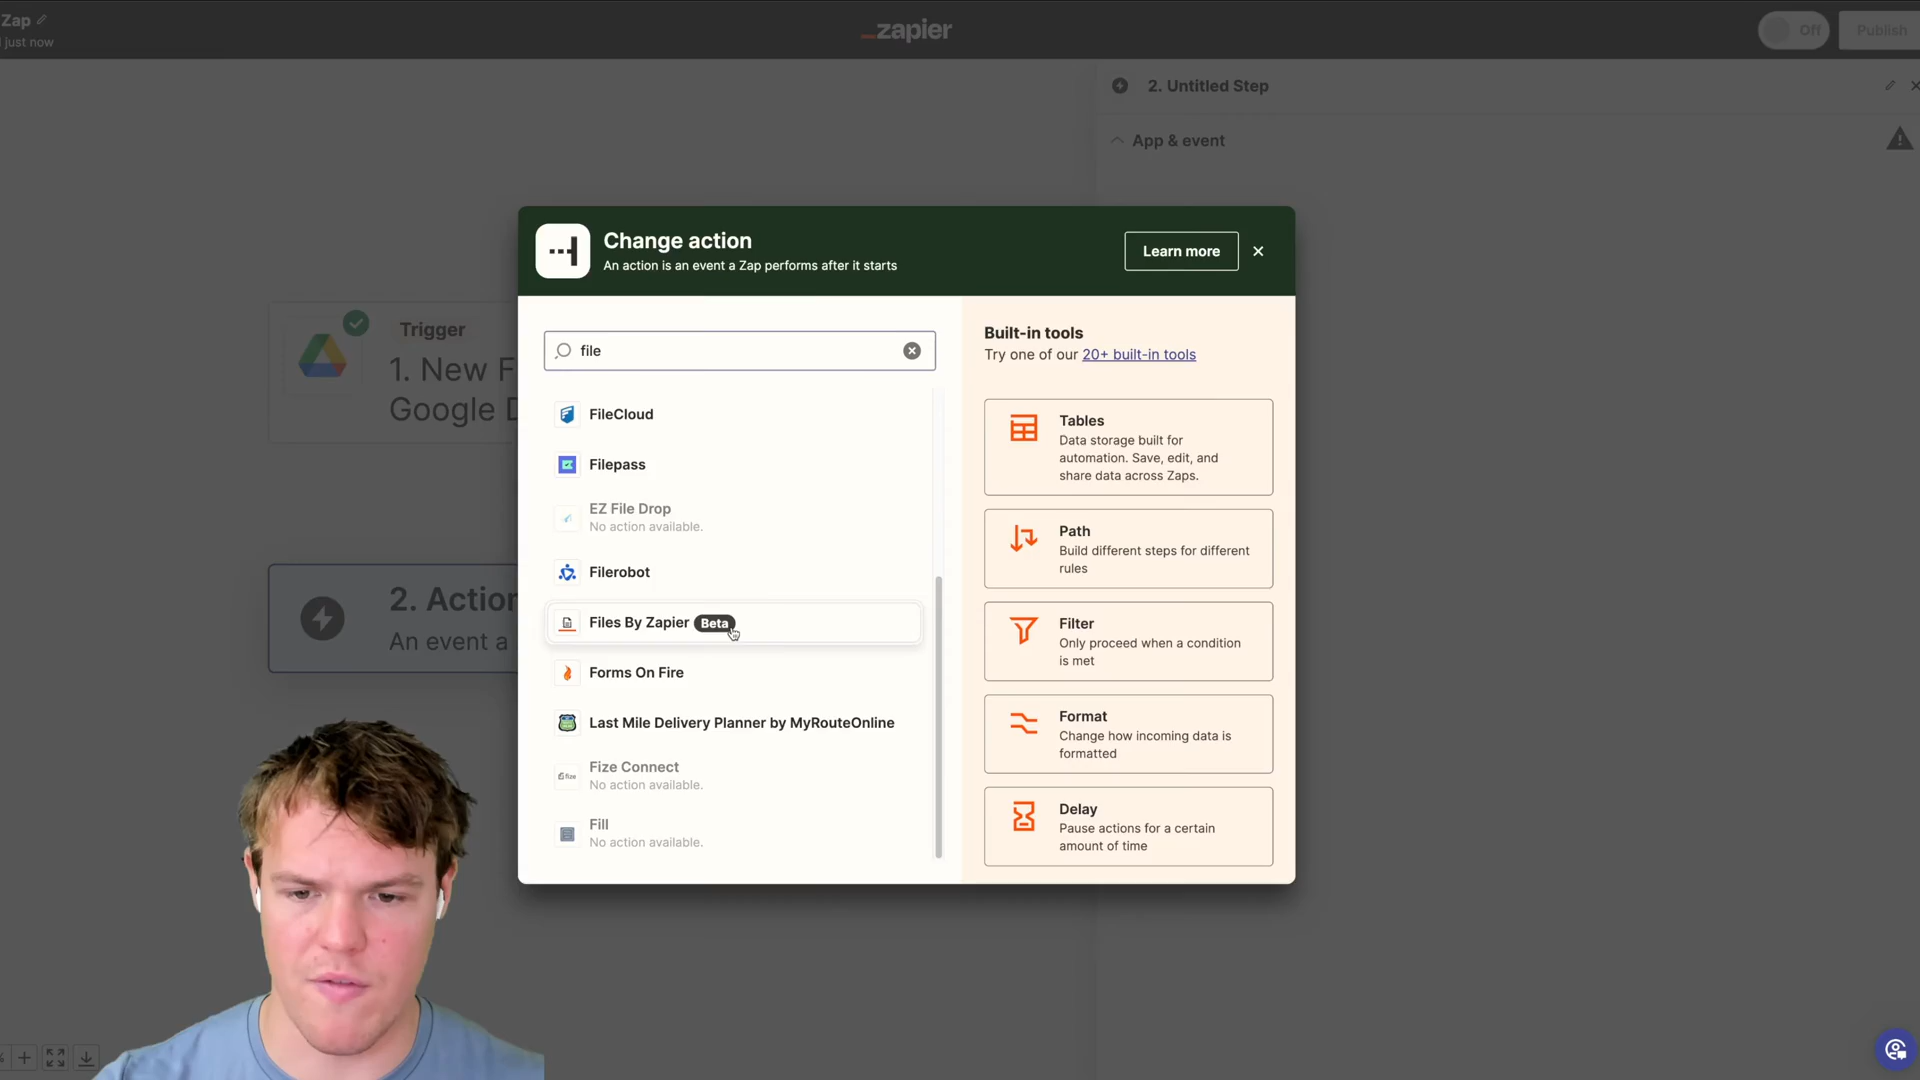 Zap
zapier
Off
Publish
just now
2. Untitled Step
App & event
Trigger
1. New F
Google D
2. Action
An event a
Change action
An action is an event a Zap performs after it starts
Learn more
file
FileCloud
Filepass
EZ File Drop
No action available.
Filerobot
Files By Zapier Beta
Forms On Fire
Last Mile Delivery Planner by MyRouteOnline
Fize Connect
No action available.
Fill
No action available.
Built-in tools
Try one of our 20+ built-in tools
Tables
Data storage built for
automation. Save, edit, and
share data across Zaps.
Path
Build different steps for different
rules
Filter
Only proceed when a condition
is met
Format
Change how incoming data is
formatted
Delay
Pause actions for a certain
amount of time